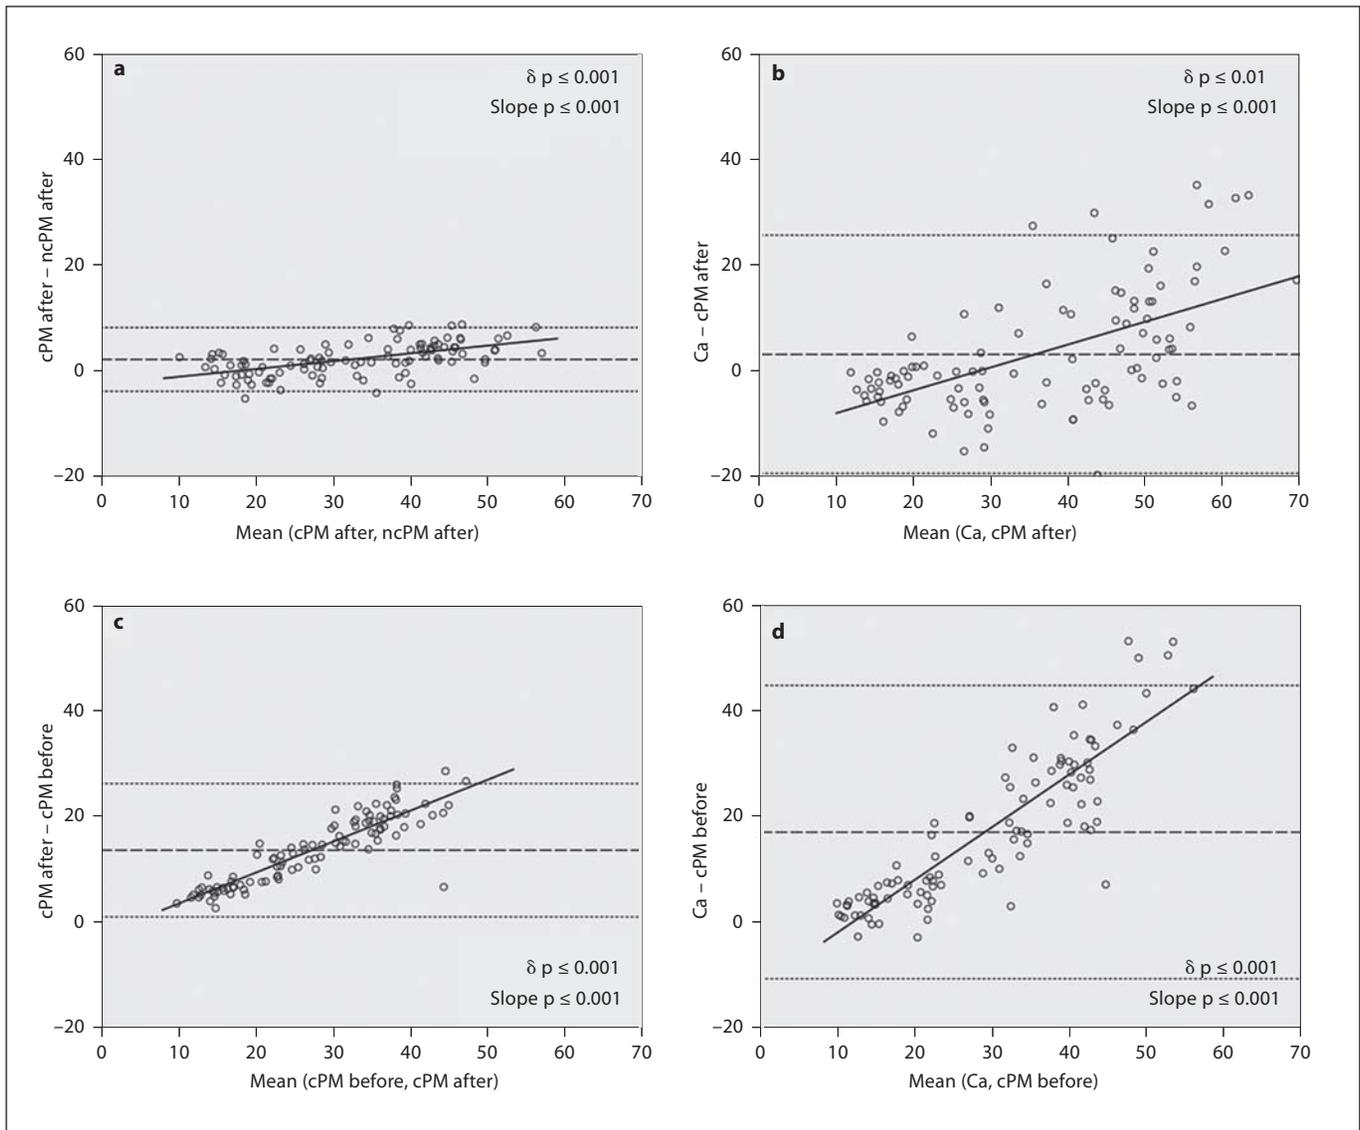 a
δ p ≤ 0.001
Slope p ≤ 0.001
60
40
20
0
–20
0 10 20 30 40 50 60 70
cPM after – ncPM after
Mean (cPM after, ncPM after)
b
δ p ≤ 0.01
Slope p ≤ 0.001
60
40
20
0
–20
0 10 20 30 40 50 60 70
Ca – cPM after
Mean (Ca, cPM after)
c
60
40
20
0
–20
δ p ≤ 0.001
Slope p ≤ 0.001
0 10 20 30 40 50 60 70
cPM after – cPM before
Mean (cPM before, cPM after)
d
60
40
20
0
–20
δ p ≤ 0.001
Slope p ≤ 0.001
0 10 20 30 40 50 60 70
Ca – cPM before
Mean (Ca, cPM before)